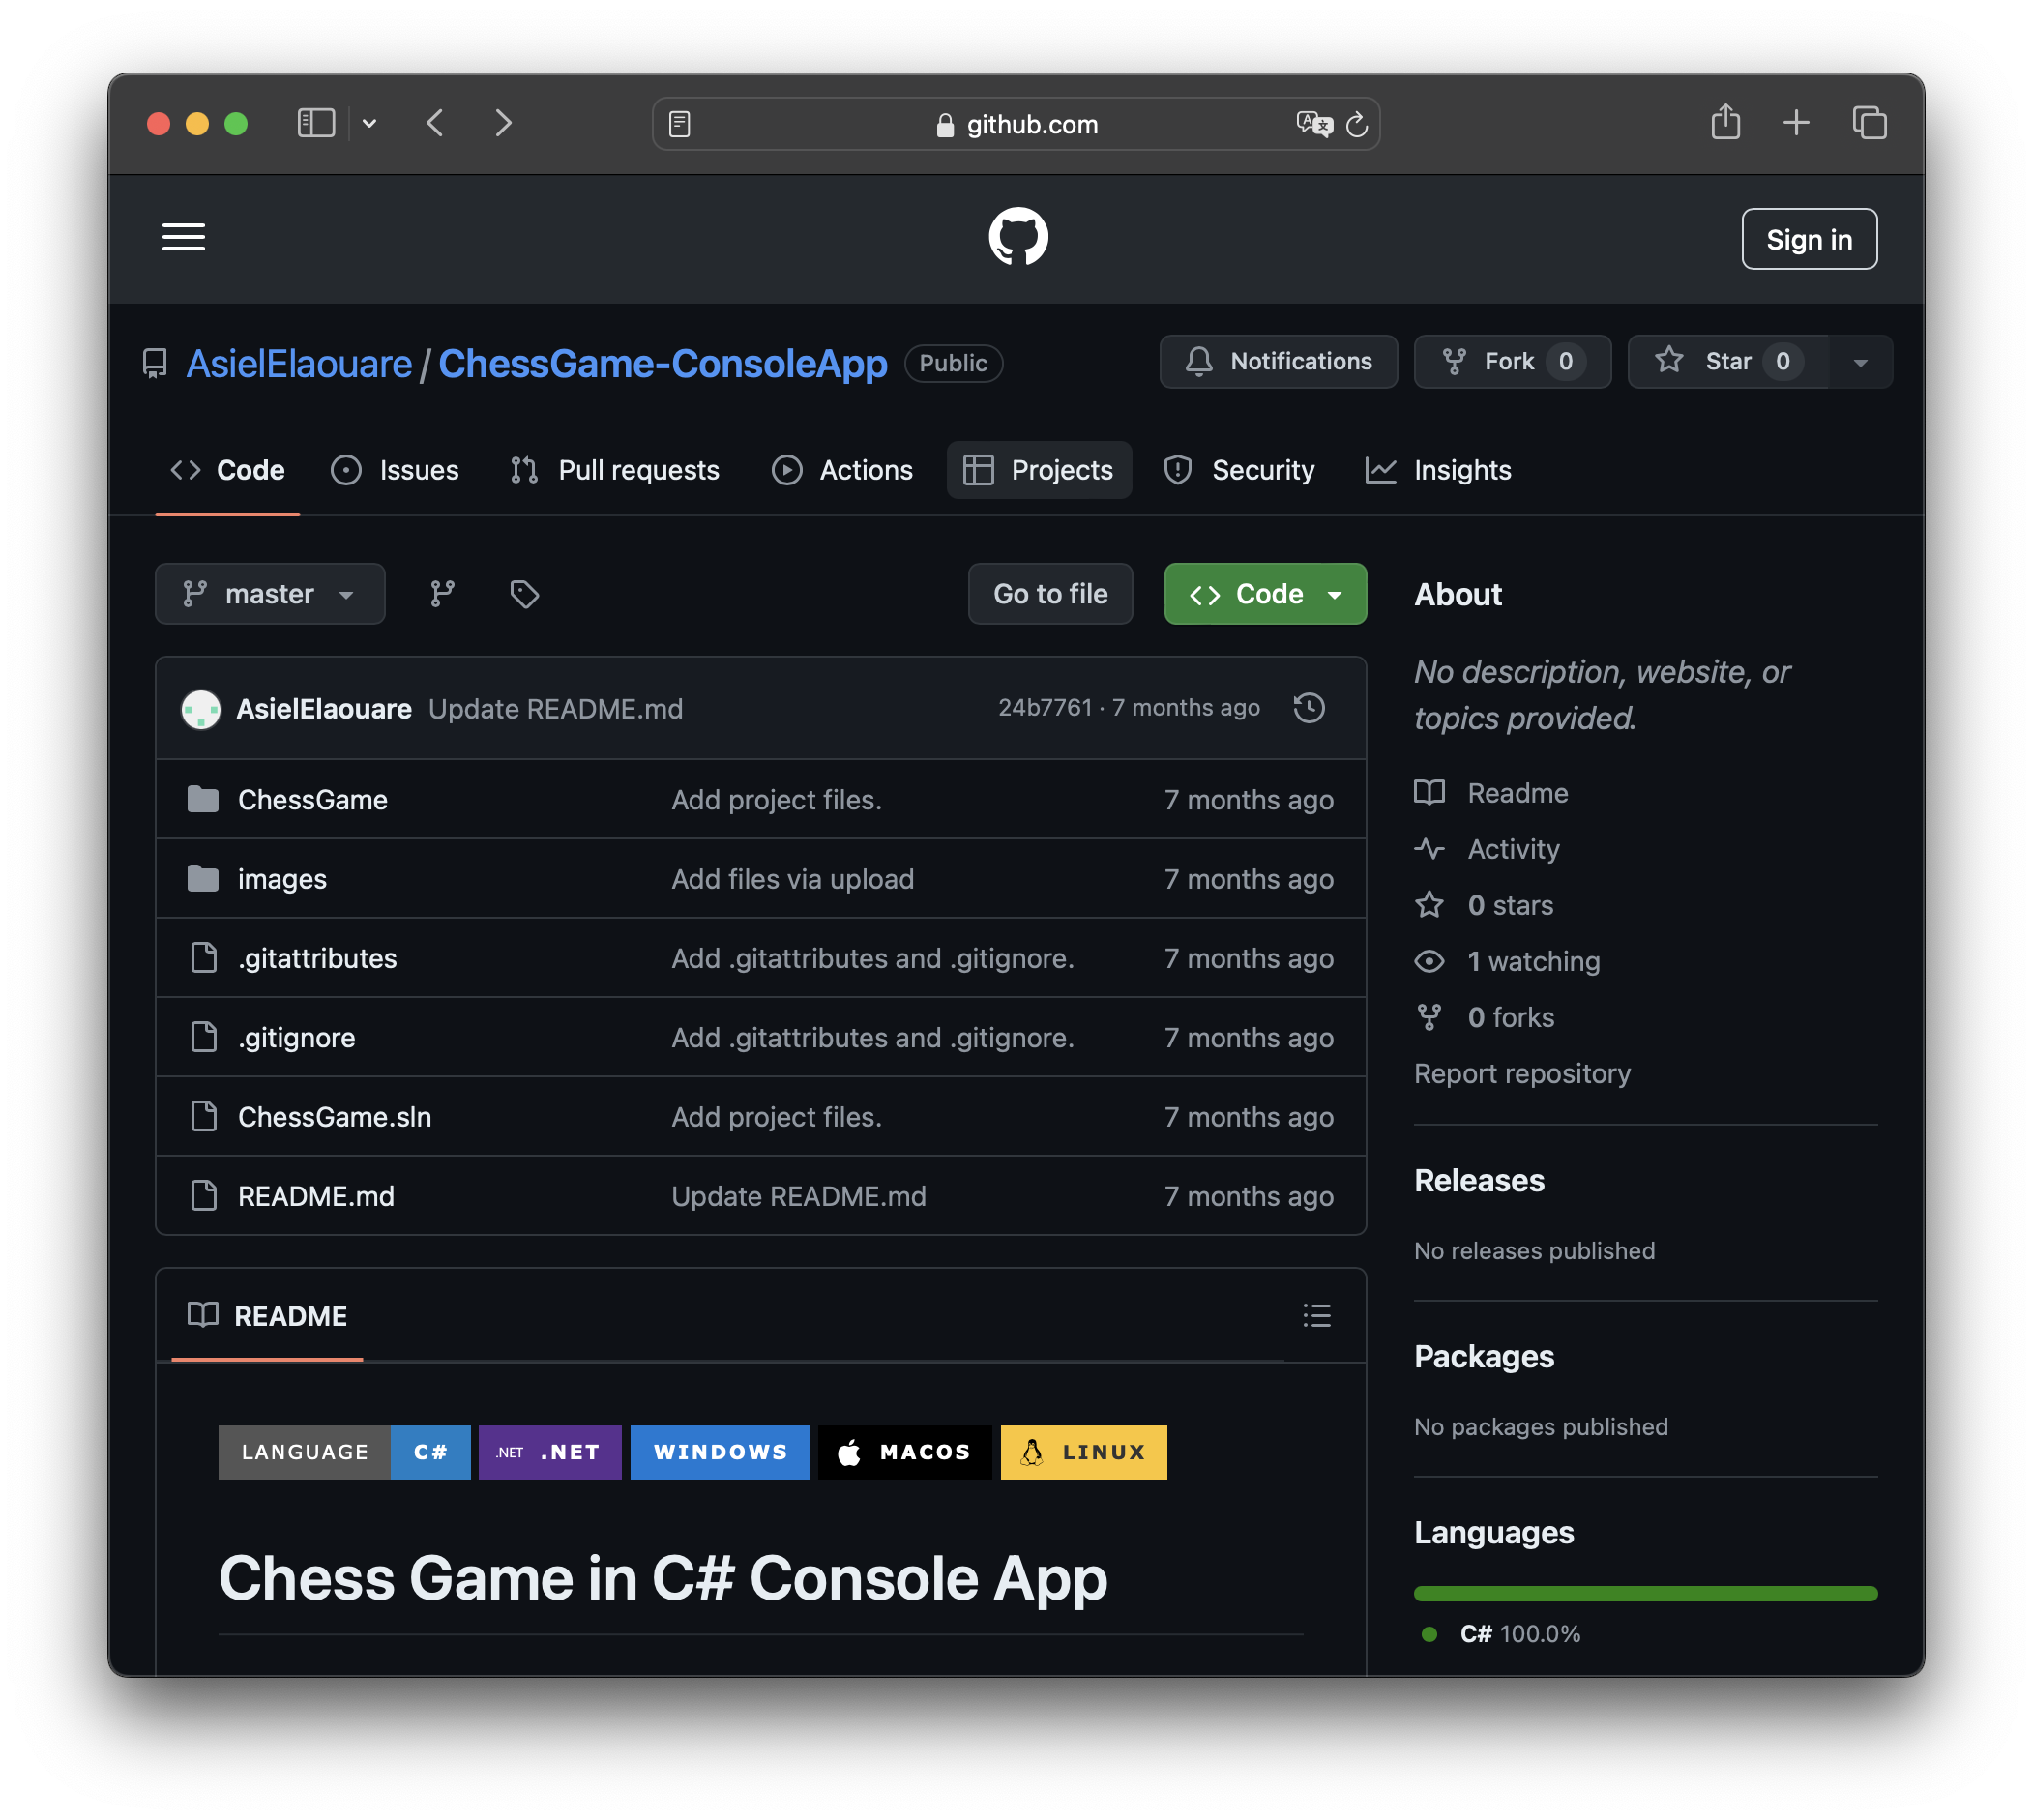 github.com
Sign in
AsielElaouare / ChessGame-ConsoleApp Public
Notifications Fork 0 Star 0
Code Issues Pull requests Actions Projects Security Insights
master Go to file Code
AsielElaouare Update README.md 24b7761 · 7 months ago
ChessGame Add project files. 7 months ago
images Add files via upload 7 months ago
.gitattributes Add .gitattributes and .gitignore. 7 months ago
.gitignore Add .gitattributes and .gitignore. 7 months ago
ChessGame.sln Add project files. 7 months ago
README.md Update README.md 7 months ago
README
LANGUAGE C# .NET .NET WINDOWS MACOS LINUX
Chess Game in C# Console App
About
No description, website, or
topics provided.
Readme
Activity
0 stars
1 watching
0 forks
Report repository
Releases
No releases published
Packages
No packages published
Languages
C# 100.0%